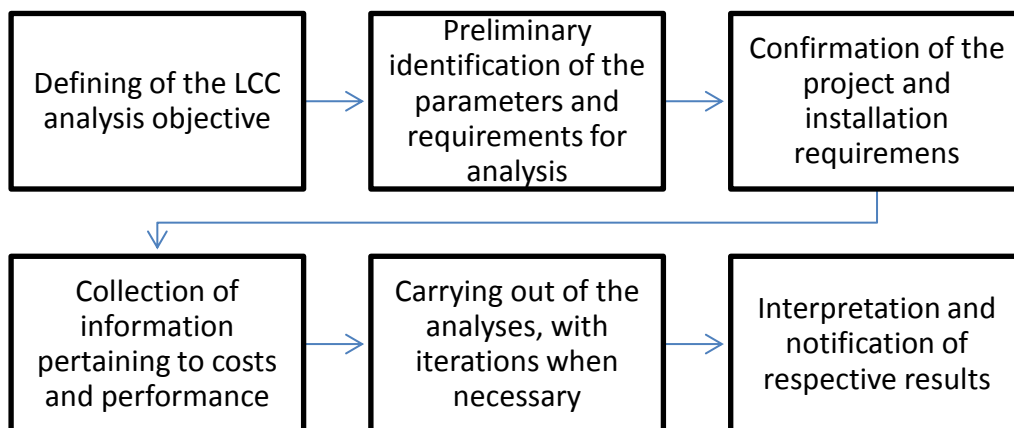 Defining of the LCC
analysis objective
Preliminary
identification of the
parameters and
requirements for
analysis
Confirmation of the
project and
installation
requiremens
Collection of
information
pertaining to costs
and performance
Carrying out of the
analyses, with
iterations when
necessary
Interpretation and
notification of
respective results